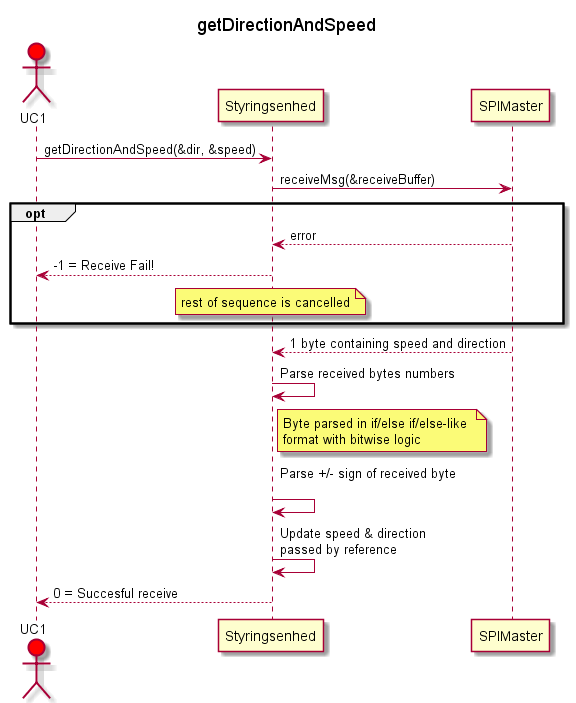 getDirectionAndSpeed
UC1
Styringsenhed
SPIMaster
getDirectionAndSpeed(&dir, &speed)
receiveMsg(&receiveBuffer)
opt
error
-1 = Receive Fail!
rest of sequence is cancelled
1 byte containing speed and direction
Parse received bytes numbers
Byte parsed in if/else if/else-like
format with bitwise logic
Parse +/- sign of received byte
Update speed & direction
passed by reference
0 = Succesful receive
UC1
Styringsenhed
SPIMaster